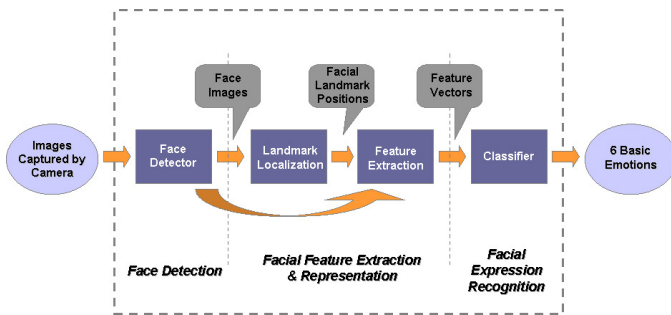 Face
Images
Facial
Landmark
Positions
Feature
Vectors
Images
Captured by
Camera
Face
Detector
Landmark
Localization
Feature
Extraction
Classifier
6 Basic
Emotions
Face Detection
Facial Feature Extraction
& Representation
Facial
Expression
Recognition